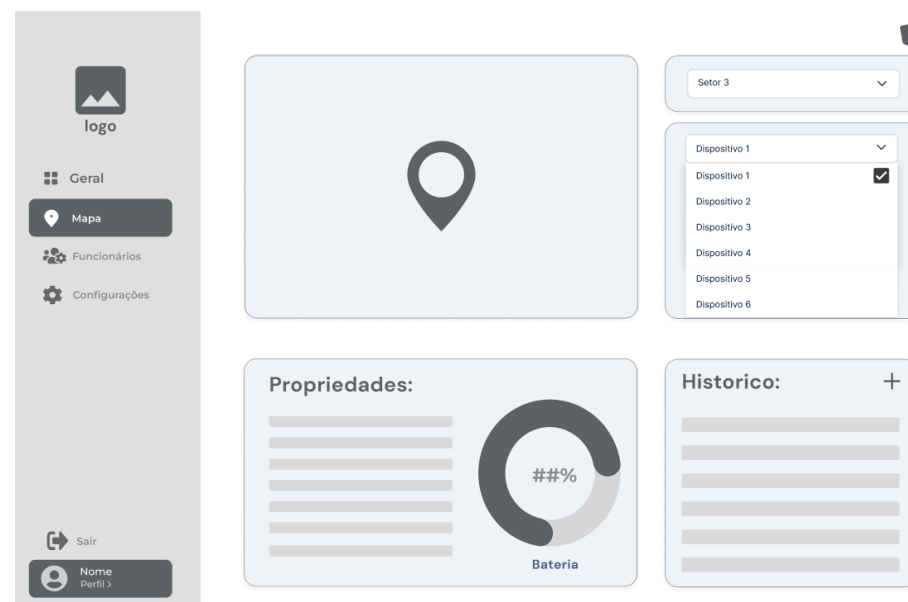 logo
Geral
Mapa
Funcionários
Configurações
Sair
Nome
Perfil >
Setor 3
Dispositivo 1
Dispositivo 1
Dispositivo 2
Dispositivo 3
Dispositivo 4
Dispositivo 5
Dispositivo 6
Propriedades:
##%
Bateria
Historico: